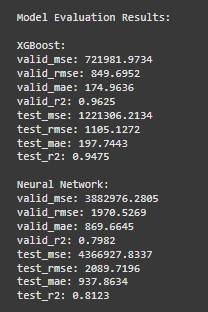 Model Evaluation Results:
XGBoost:
valid_mse: 721981.9734
valid_rmse: 849.6952
valid_mae: 174.9636
valid_r2: 0.9625
test_mse: 1221306.2134
test_rmse: 1105.1272
test_mae: 197.7443
test_r2: 0.9475
Neural Network:
valid_mse: 3882976.2805
valid_rmse: 1970.5269
valid_mae: 869.6645
valid_r2: 0.7982
test_mse: 4366927.8337
test_rmse: 2089.7196
test_mae: 937.8634
test_r2: 0.8123